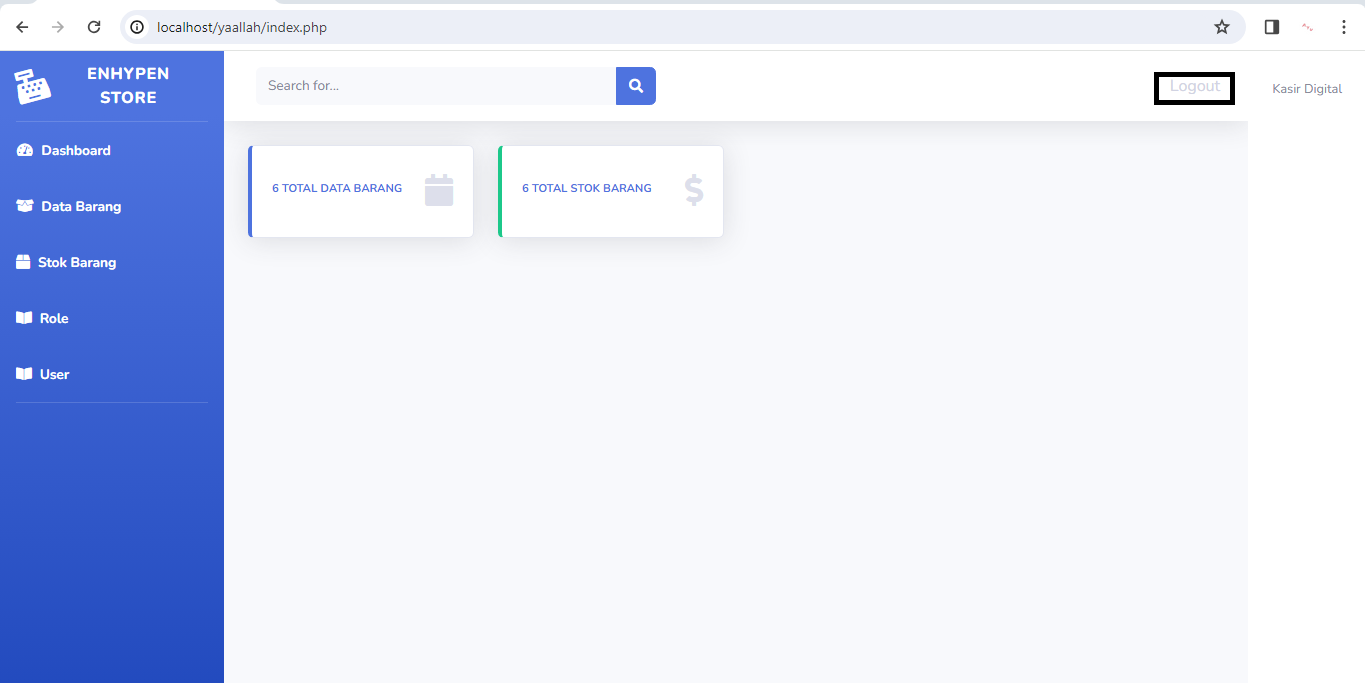 localhost/yaallah/index.php
ENHYPEN
STORE
Search for...
Logout
Kasir Digital
Dashboard
Data Barang
Stok Barang
Role
User
6 TOTAL DATA BARANG
6 TOTAL STOK BARANG